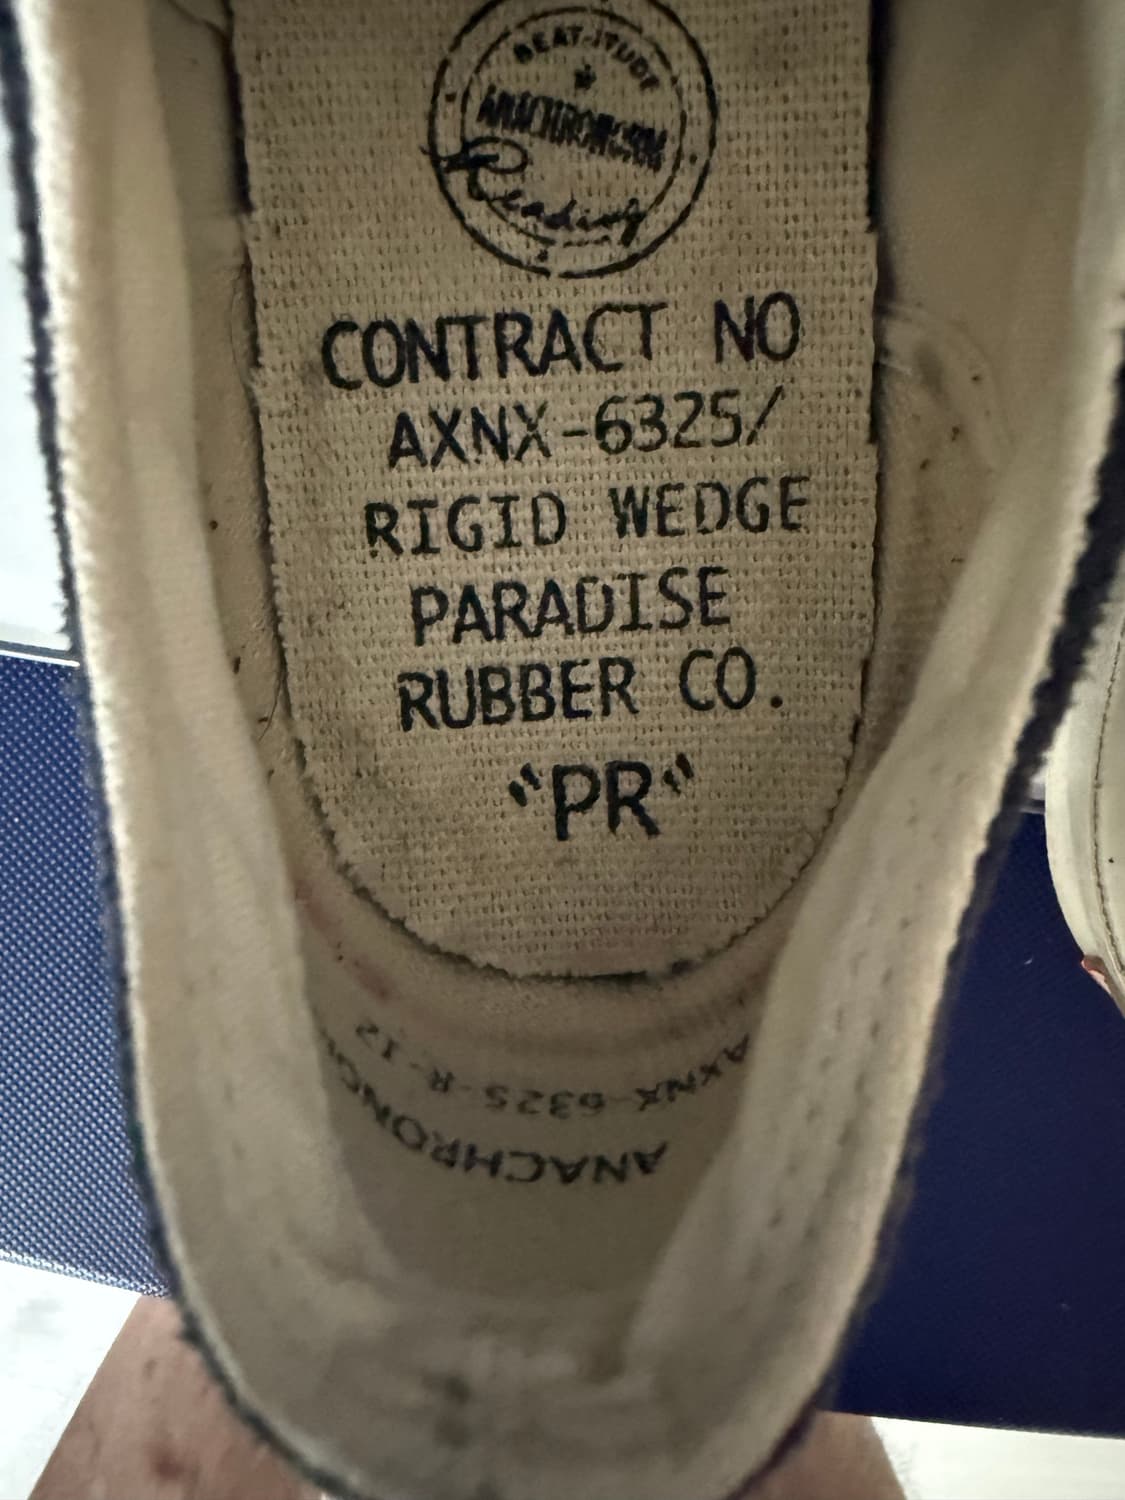 BEAT-ITUDE
ANACHRONORM
Reading
CONTRACT NO
AXNX-6325/
RIGID WEDGE
PARADISE
RUBBER CO.
"PR"
AXNX-6325-R-12
ANACHRONO